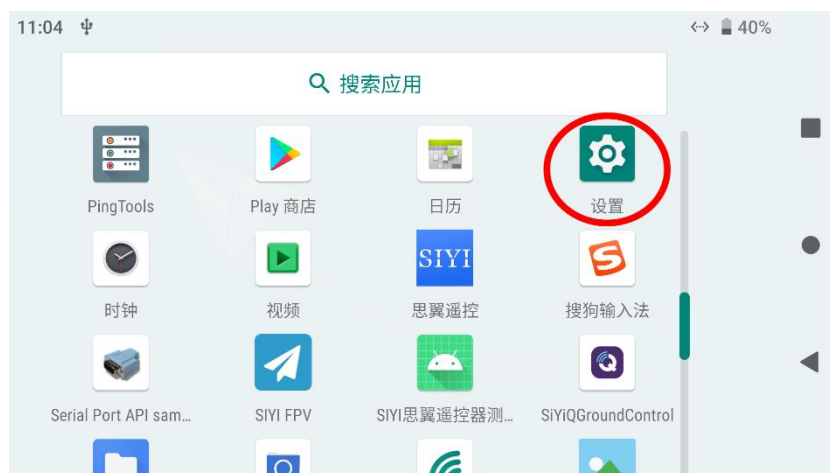 11:04
40%
搜索应用
PingTools
Play 商店
日历
设置
时钟
视频
SIYI
思翼遥控
搜狗输入法
Serial Port API sam...
SIYI FPV
SIYI思翼遥控器测...
SiYiQGroundControl